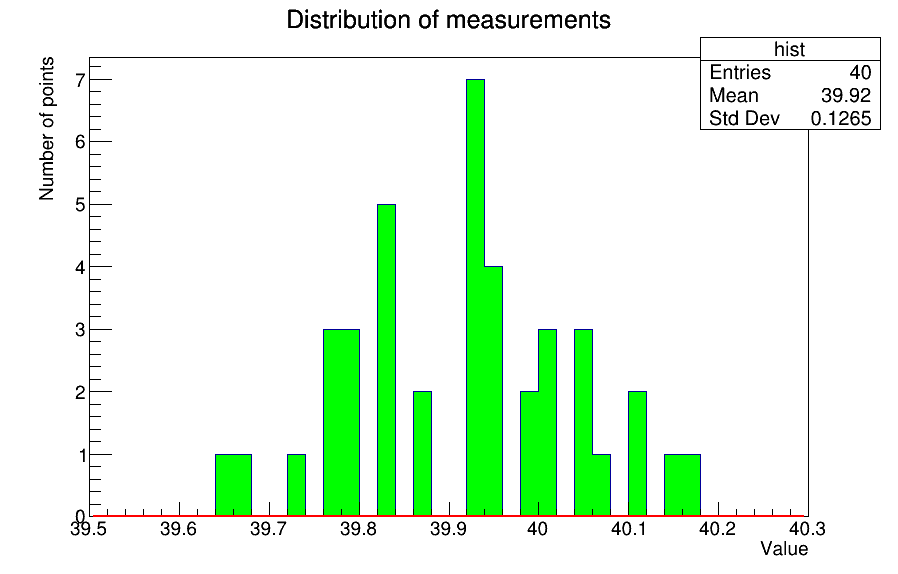 Distribution of measurements
hist
Entries 40
Mean 39.92
Std Dev 0.1265
Number of points
7
6
5
4
3
2
1
0
39.5 39.6 39.7 39.8 39.9 40 40.1 40.2 40.3
Value